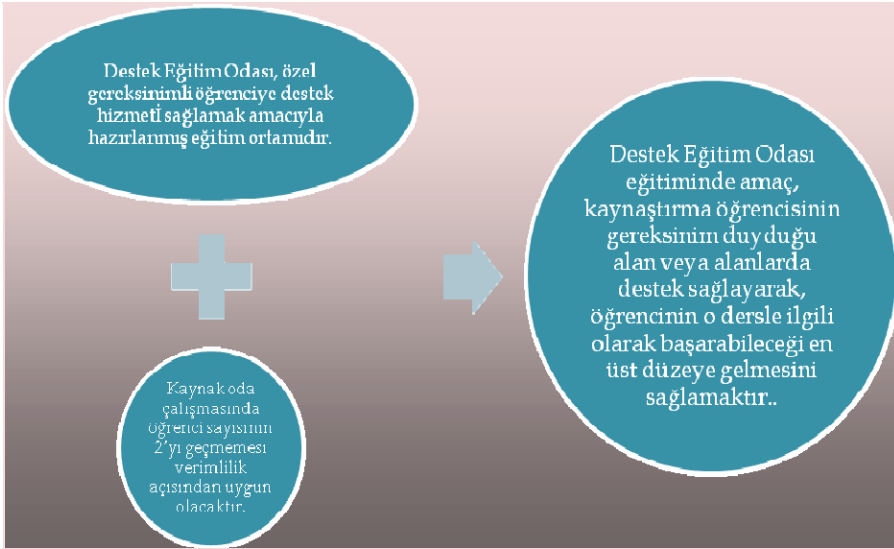 Destek Eğitim Odası, özel
gereksinimli öğrenciye destek
hizmeti sağlamak amacıyla
hazırlanmış eğitim ortamıdır.
Kaynak oda
çalışmasında
öğrenci sayısının
2'yi geçmemesi
verimlilik
açısından uygun
olacaktır.
Destek Eğitim Odası
eğitiminde amaç,
kaynaştırma öğrencisinin
gereksinim duyduğu
alan veya alanlarda
destek sağlayarak,
öğrencinin o dersle ilgili
olarak başarabileceği en
üst düzeye gelmesini
sağlamaktır..